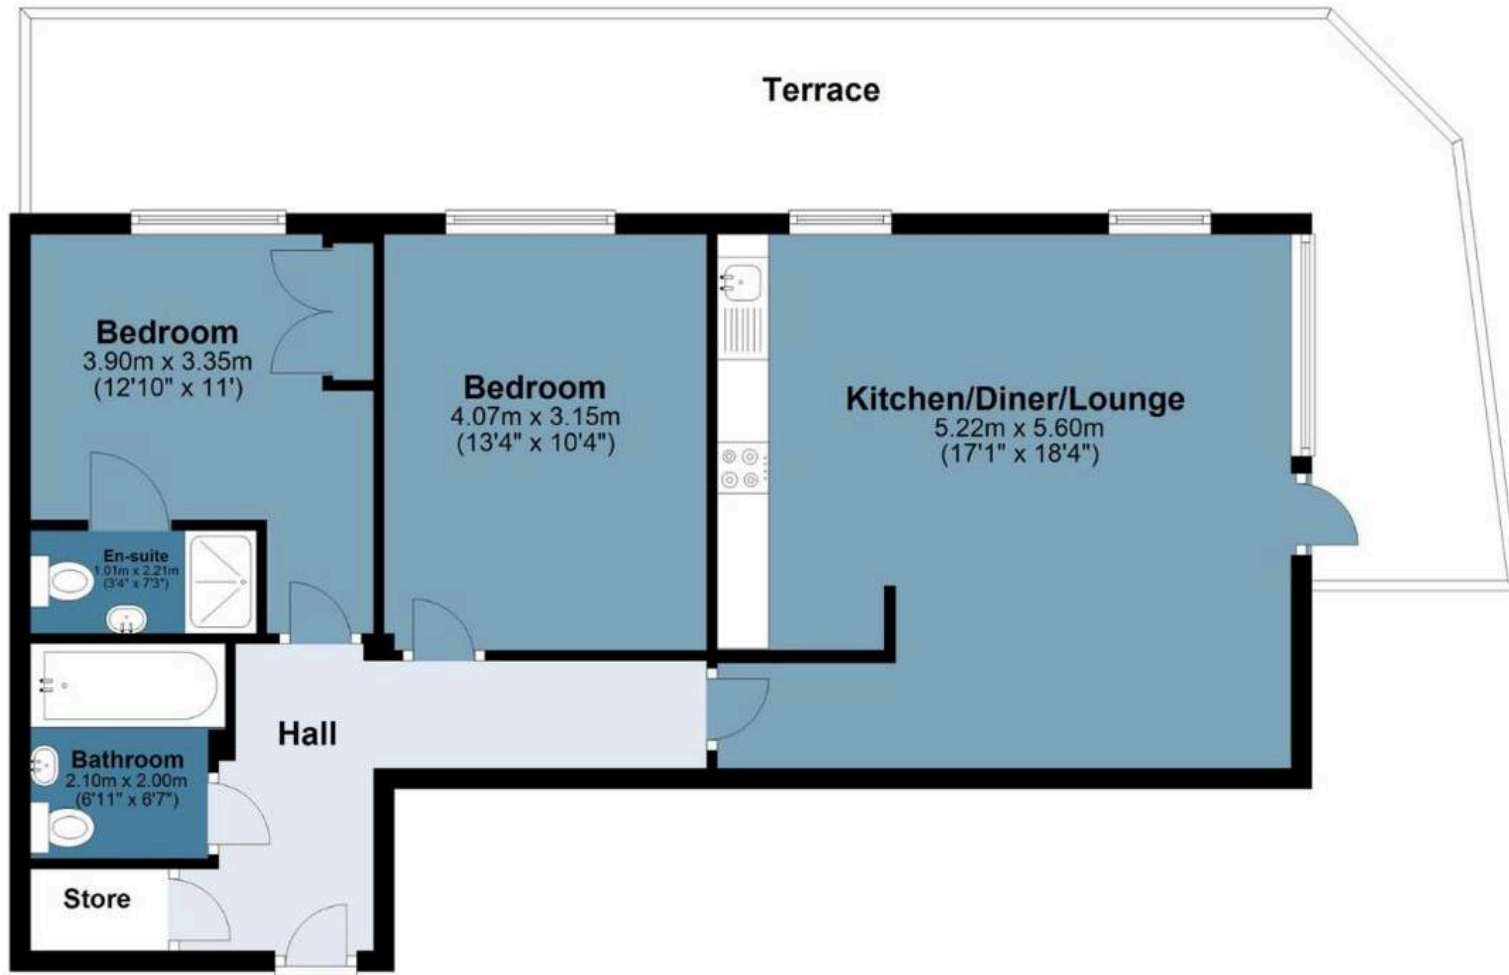 Terrace
Bedroom
3.90m x 3.35m
(12'10" x 11')
Bedroom
4.07m x 3.15m
(13'4" x 10'4")
Kitchen/Diner/Lounge
5.22m x 5.60m
(17'1" x 18'4")
En-suite
1.01m x 2.21m
(3'4" x 7'3")
Hall
Bathroom
2.10m x 2.00m
(6'11" x 6'7")
Store